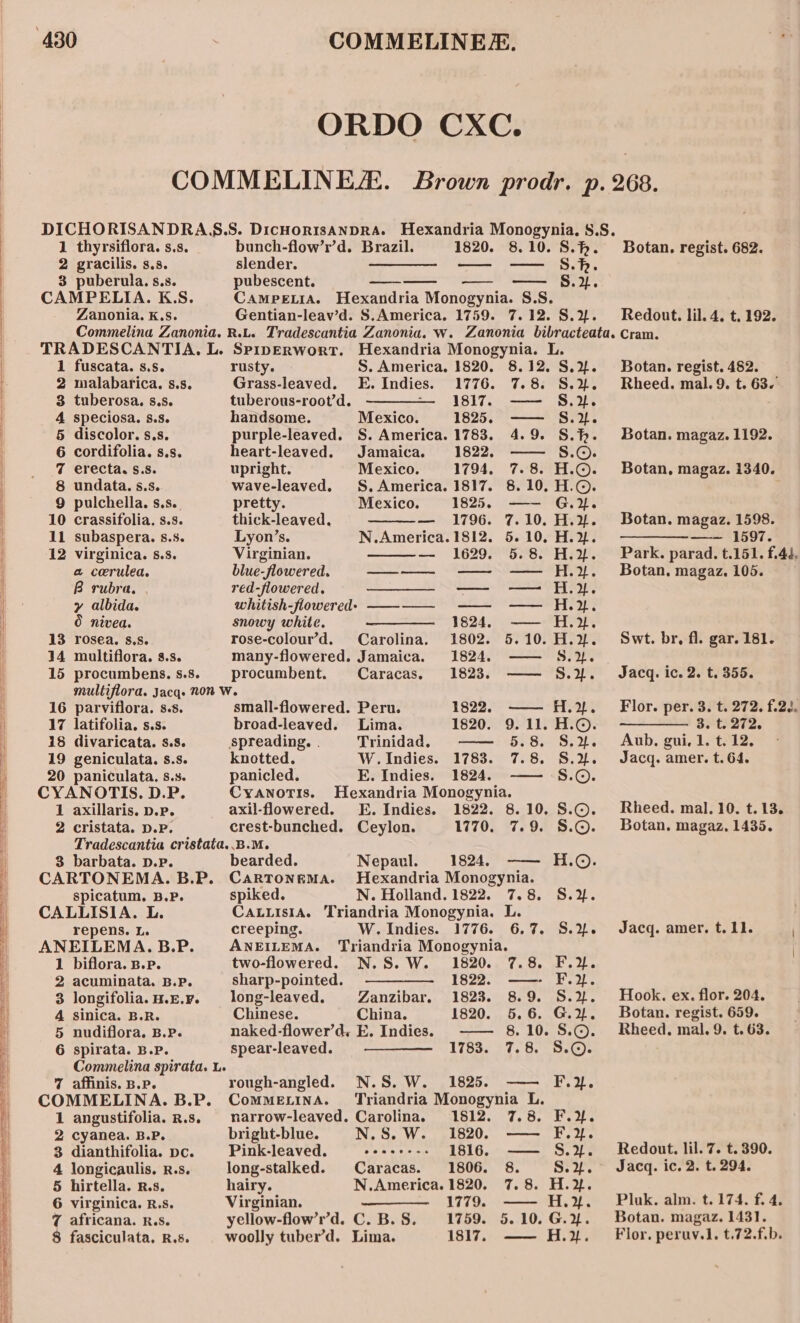 430 COMMELINEÆ.
ORDO CXC.
COMMELINEÆ. Brown prodr. p. 268.
DICHORISANDRA.S.S. DICHORISANDRA. Hexandria Monogynia. S.S.
1 thyrsiflora. s.s. bunch-flow'r'd. Brazil. 1820. 8.10. S.♄. Botan. regist. 682.
2 gracilis. s.s. slender. ——— —— —— S.♄.
3 puberula. s.s. pubescent. ——— —— —— S.♃.
CAMPELIA. K.S. CAMPELIA. Hexandria Monogynia. S.S.
Zanonia. K.S. Gentian-leav'd. S.America. 1759. 7.12. S.♃. Redout. lil. 4. t. 192.
Commelina Zanonia. R.L. Tradescantia Zanonia. w. Zanonia bibracteata. Cram.
TRADESCANTIA. L. SPIDERWORT. Hexandria Monogynia. L.
1 fuscata. s.s. rusty. S. America. 1820. 8.12. S.♃. Botan. regist. 482.
2 malabarica. s.s. Grass-leaved. E. Indies. 1776. 7.8. S.♃. Rheed. mal. 9. t. 63.
3 tuberosa. s.s. tuberous-root'd. ——— 1817. —— S.♃.
4 speciosa. s.s. handsome. Mexico. 1825. —— S.♃.
5 discolor. s.s. purple-leaved. S. America. 1783. 4.9. S.♄. Botan. magaz. 1192.
6 cordifolia. s.s. heart-leaved. Jamaica. 1822. —— S.☉.
7 erecta. s.s. upright. Mexico. 1794. 7.8. H.☉. Botan. magaz. 1340.
8 undata. s.s. wave-leaved. S. America. 1817. 8.10. H.☉.
9 pulchella. s.s. pretty. Mexico. 1825. —— G.♃.
10 crassifolia. s.s. thick-leaved. ——— 1796. 7.10. H.♃. Botan. magaz. 1598.
11 subaspera. s.s. Lyon's. N.America. 1812. 5.10. H.♃. ——— —— 1597.
12 virginica. s.s. Virginian. ——— 1629. 5.8. H.♃. Park. parad. t.151. f.4.
α cærulea. blue-flowered. ——— —— —— H.♃. Botan. magaz. 105.
β rubra. red-flowered. ——— —— —— H.♃.
γ albida. whitish-flowered. ——— —— —— H.♃.
δ nivea. snowy white. ——— 1824. —— H.♃.
13 rosea. s.s. rose-colour'd. Carolina. 1802. 5.10. H.♃. Swt. br. fl. gar. 181.
14 multiflora. s.s. many-flowered. Jamaica. 1824. —— S.♃.
15 procumbens. s.s. procumbent. Caracas. 1823. —— S.♃. Jacq. ic. 2. t. 355.
multiflora. Jacq. non w.
16 parviflora. s.s. small-flowered. Peru. 1822. —— H.♃. Flor. per. 3. t. 272. f.2.
17 latifolia. s.s. broad-leaved. Lima. 1820. 9.11. H.☉. ——— 3. t. 272.
18 divaricata. s.s. spreading. Trinidad. —— 5.8. S.♃. Aub. gui. 1. t. 12.
19 geniculata. s.s. knotted. W. Indies. 1783. 7.8. S.♃. Jacq. amer. t. 64.
20 paniculata. s.s. panicled. E. Indies. 1824. —— S.☉.
CYANOTIS. D.P. CYANOTIS. Hexandria Monogynia.
1 axillaris. D.P. axil-flowered. E. Indies. 1822. 8.10. S.☉. Rheed. mal. 10. t. 13.
2 cristata. D.P. crest-bunched. Ceylon. 1770. 7.9. S.☉. Botan. magaz. 1435.
Tradescantia cristata. B.M.
3 barbata. D.P. bearded. Nepaul. 1824. —— H.☉.
CARTONEMA. B.P. CARTONEMA. Hexandria Monogynia.
spicatum. B.P. spiked. N. Holland. 1822. 7.8. S.♃.
CALLISIA. L. CALLISIA. Triandria Monogynia. L.
repens. L. creeping. W. Indies. 1776. 6.7. S.♃. Jacq. amer. t. 11.
ANEILEMA. B.P. ANEILEMA. Triandria Monogynia.
1 biflora. B.P. two-flowered. N. S. W. 1820. 7.8. F.♃.
2 acuminata. B.P. sharp-pointed. ——— 1822. —— F.♃.
3 longifolia. H.E.F. long-leaved. Zanzibar. 1823. 8.9. S.♃. Hook. ex. flor. 204.
4 sinica. B.R. Chinese. China. 1820. 5.6. G.♃. Botan. regist. 659.
5 nudiflora. B.P. naked-flower'd. E. Indies. —— 8.10. S.☉. Rheed. mal. 9. t. 63.
6 spirata. B.P. spear-leaved. ——— 1783. 7.8. S.☉.
Commelina spirata. L.
7 affinis. B.P. rough-angled. N. S. W. 1825. —— F.♃.
COMMELINA. B.P. COMMELINA. Triandria Monogynia L.
1 angustifolia. R.S. narrow-leaved. Carolina. 1812. 7.8. F.♃.
2 cyanea. B.P. bright-blue. N. S. W. 1820. —— F.♃.
3 dianthifolia. DC. Pink-leaved. ........ 1816. —— S.♃. Redout. lil. 7. t. 390.
4 longicaulis. R.S. long-stalked. Caracas. 1806. 8. S.♃. Jacq. ic. 2. t. 294.
5 hirtella. R.S. hairy. N.America. 1820. 7.8. H.♃.
6 virginica. R.S. Virginian. ——— 1779. —— H.♃. Pluk. alm. t. 174. f. 4.
7 africana. R.S. yellow-flow'r'd. C. B. S. 1759. 5.10. G.♃. Botan. magaz. 1431.
8 fasciculata. R.S. woolly tuber'd. Lima. 1817. —— H.♃. Flor. peruv.1. t.72.f.b.